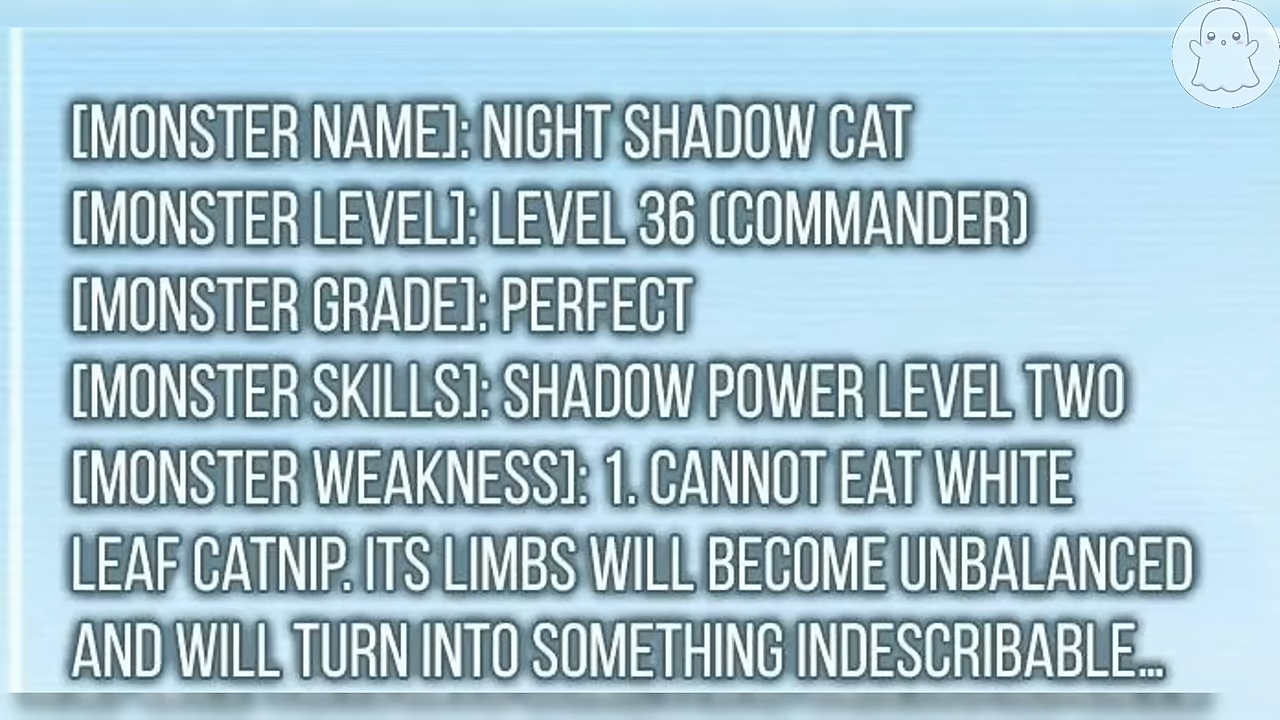 [MONSTER NAME]: NIGHT SHADOW CAT
[MONSTER LEVEL]: LEVEL 36 (COMMANDER)
[MONSTER GRADE]: PERFECT
[MONSTER SKILLS]: SHADOW POWER LEVEL TWO
[MONSTER WEAKNESS]: 1. CANNOT EAT WHITE
LEAF CATNIP. ITS LIMBS WILL BECOME UNBALANCED
AND WILL TURN INTO SOMETHING INDESCRIBABLE...